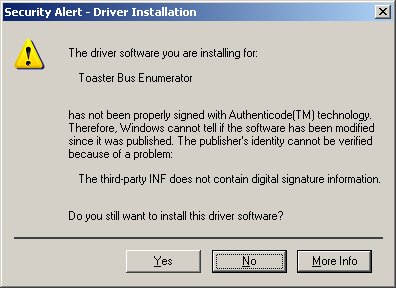 Security Alert - Driver Installation
The driver software you are installing for:
Toaster Bus Enumerator
has not been properly signed with Authenticode(TM) technology.
Therefore, Windows cannot tell if the software has been modified
since it was published. The publisher's identity cannot be verified
because of a problem:
The third-party INF does not contain digital signature information.
Do you still want to install this driver software?
Yes No More Info